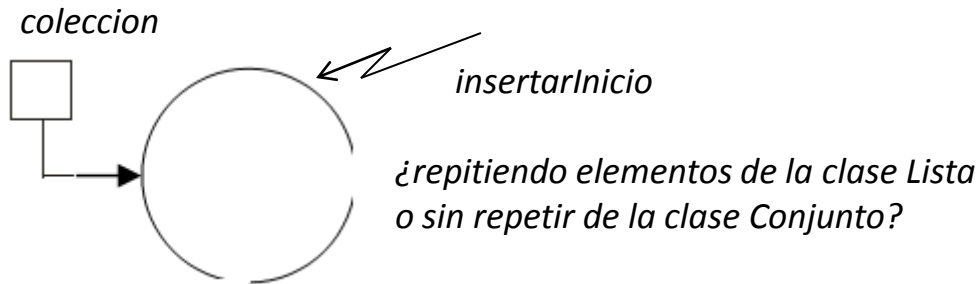 coleccion
insertarInicio
¿repitiendo elementos de la clase Lista
o sin repetir de la clase Conjunto?